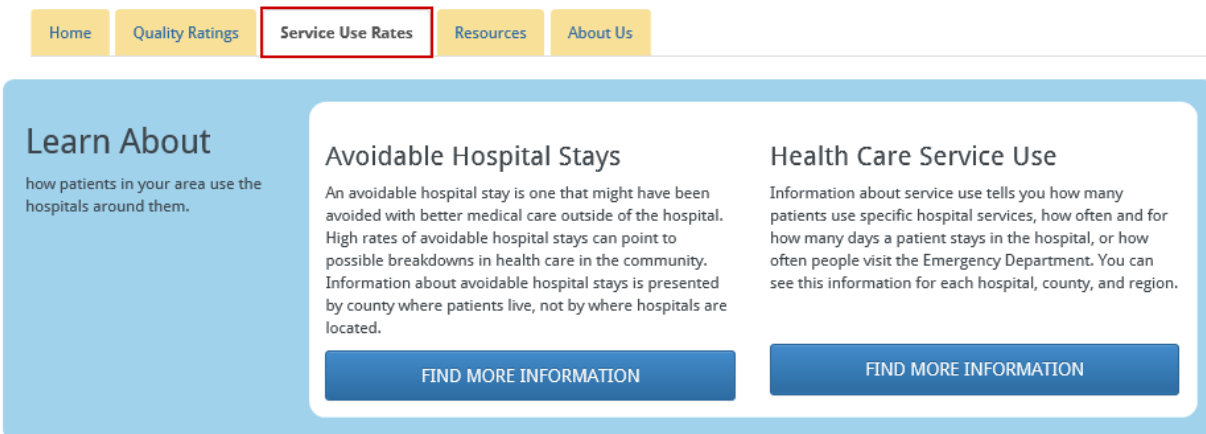 Home
Quality Ratings
Service Use Rates
Resources
About Us
Learn About
how patients in your area use the
hospitals around them.
Avoidable Hospital Stays
An avoidable hospital stay is one that might have been
avoided with better medical care outside of the hospital.
High rates of avoidable hospital stays can point to
possible breakdowns in health care in the community.
Information about avoidable hospital stays is presented
by county where patients live, not by where hospitals are
located.
FIND MORE INFORMATION
Health Care Service Use
Information about service use tells you how many
patients use specific hospital services, how often and for
how many days a patient stays in the hospital, or how
often people visit the Emergency Department. You can
see this information for each hospital, county, and region.
FIND MORE INFORMATION